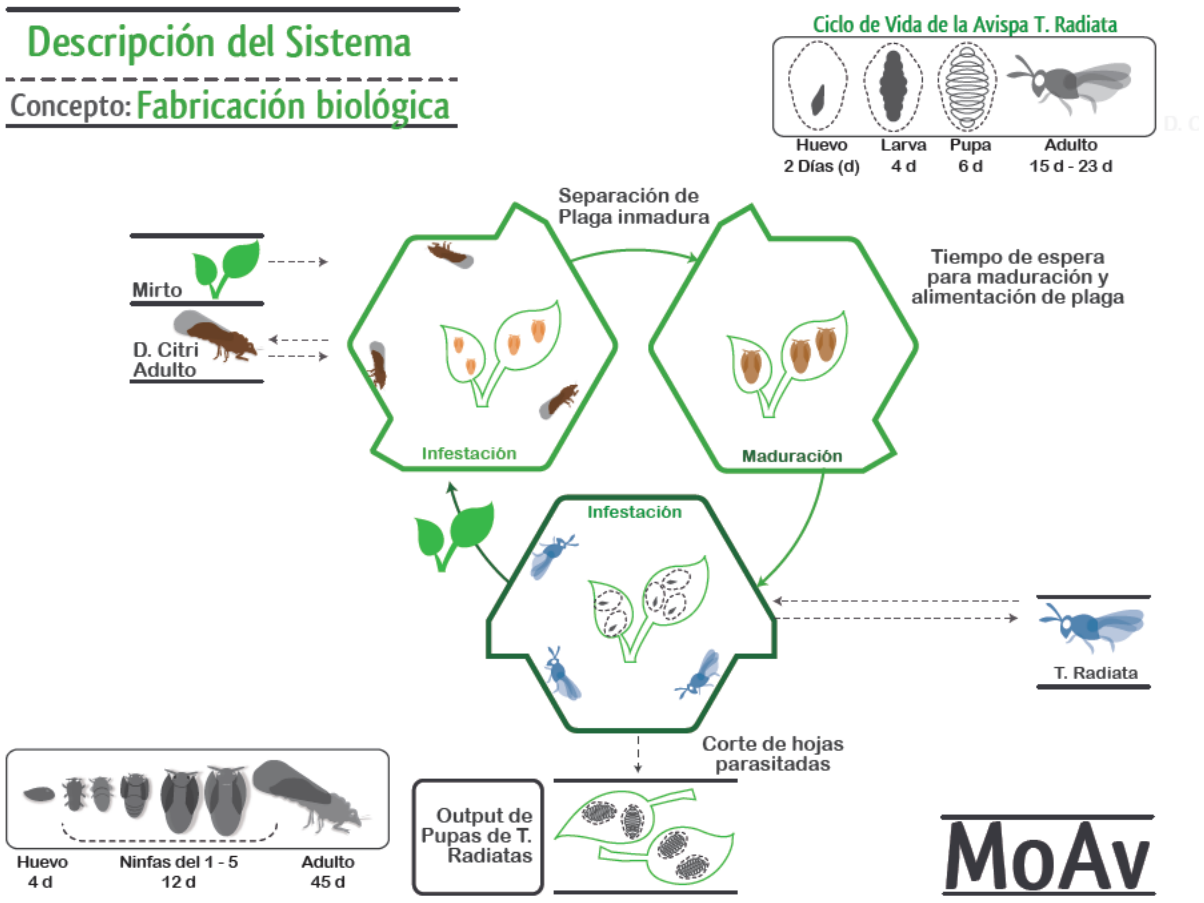 Descripción del Sistema
Concepto: Fabricación biológica
Ciclo de Vida de la Avispa T. Radiata
Huevo
2 Días (d)
Larva
4 d
Pupa
6 d
Adulto
15 d - 23 d
Separación de
Plaga inmadura
Mirto
D. Citri
Adulto
Tiempo de espera
para maduración y
alimentación de plaga
Infestación
Maduración
Infestación
T. Radiata
Corte de hojas
parasitadas
Output de
Pupas de T.
Radiatas
Huevo
4 d
Ninfas del 1 - 5
12 d
Adulto
45 d
MoAv